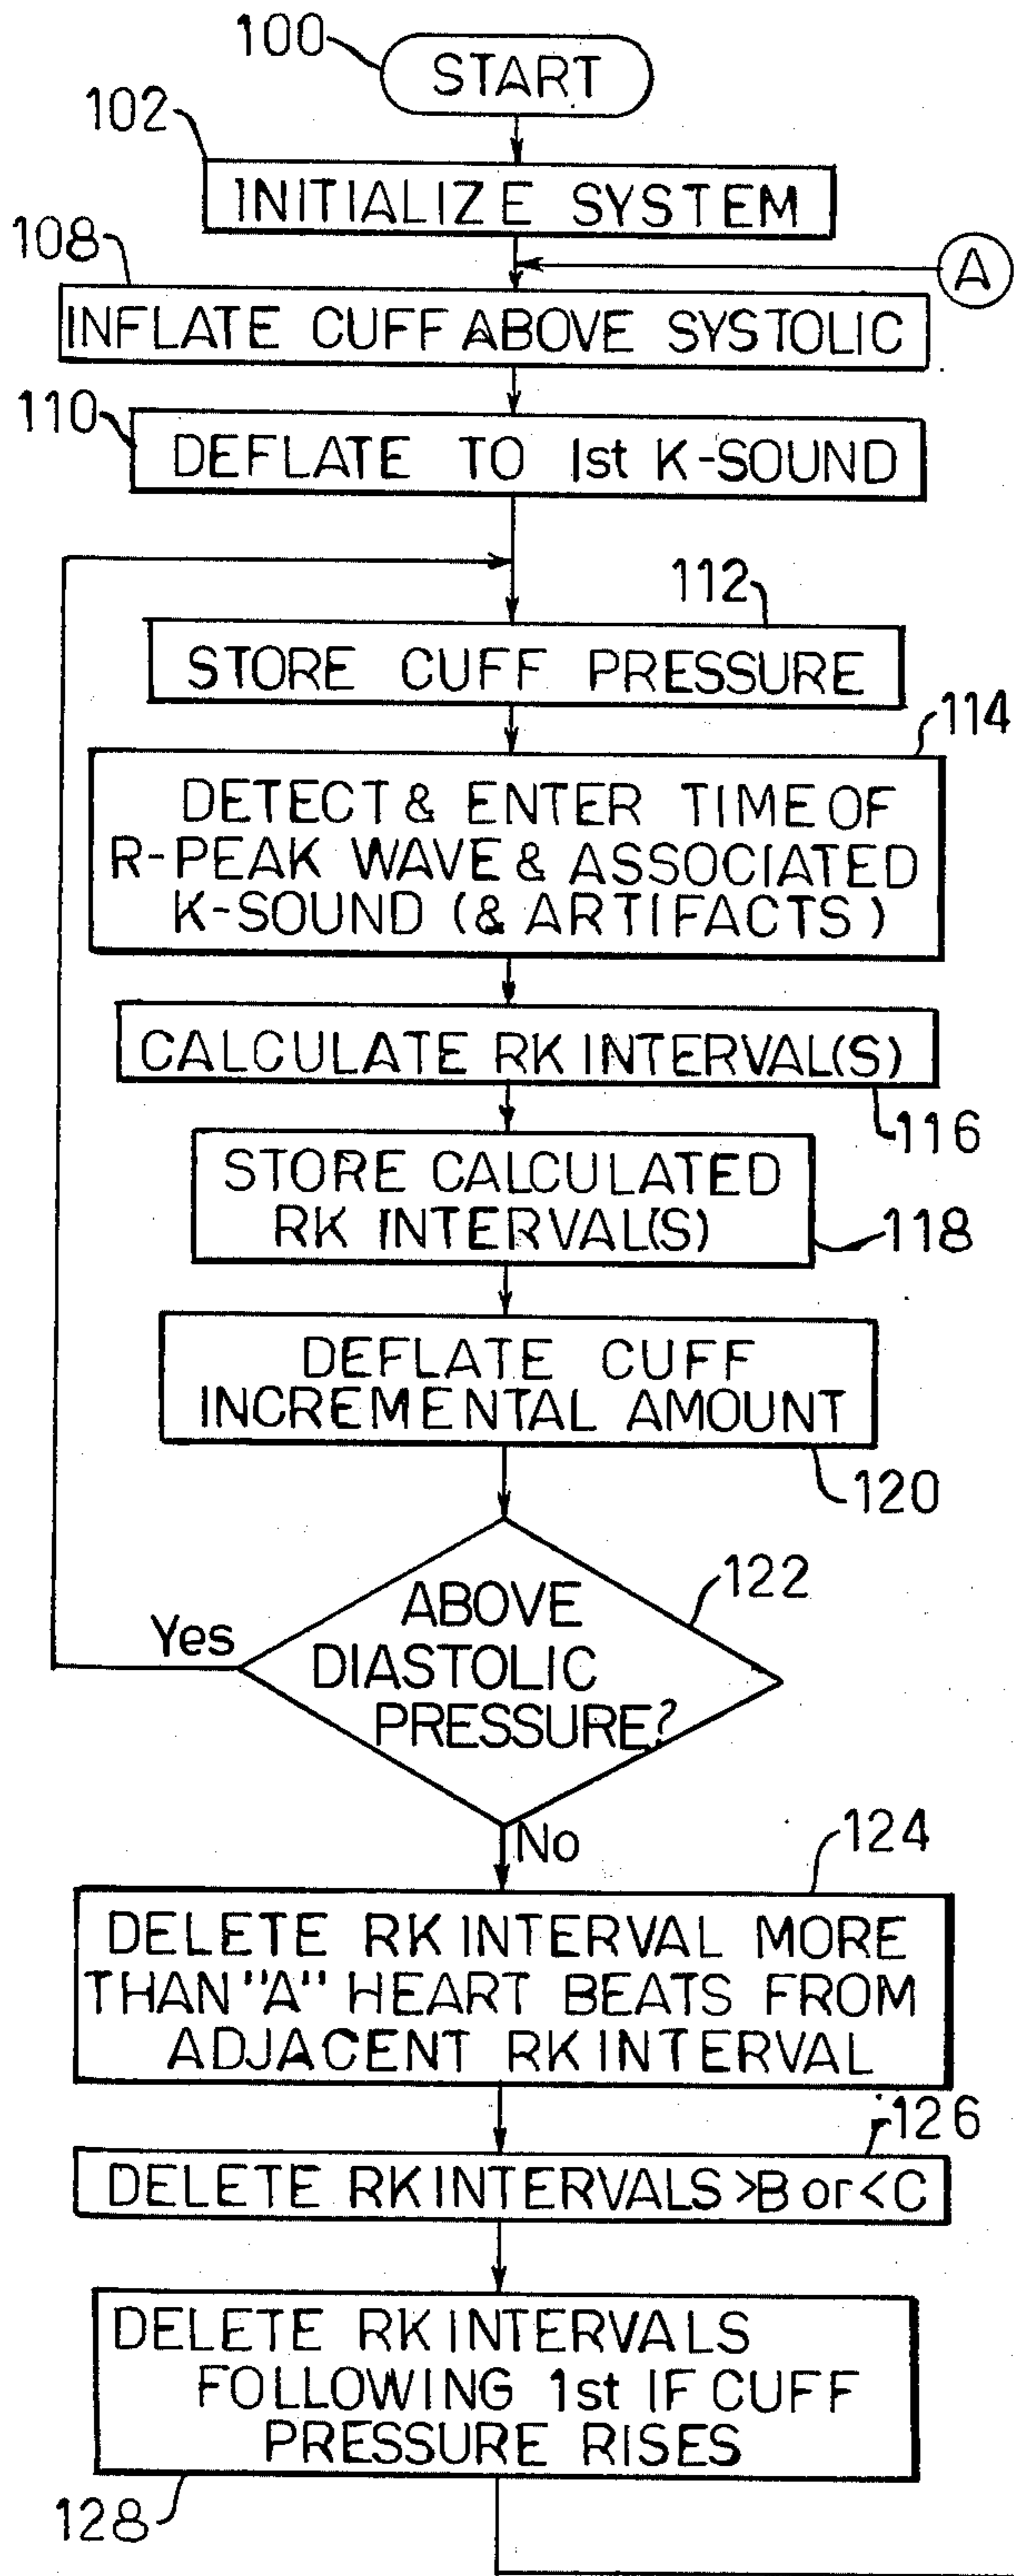 100
START
102
INITIALIZE SYSTEM
108
A
INFLATE CUFF ABOVE SYSTOLIC
110
DEFLATE TO 1st K-SOUND
112
STORE CUFF PRESSURE
114
DETECT & ENTER TIME OF
R-PEAK WAVE & ASSOCIATED
K-SOUND (& ARTIFACTS)
CALCULATE RK INTERVAL(S)
116
STORE CALCULATED
RK INTERVAL(S)
118
DEFLATE CUFF
INCREMENTAL AMOUNT
120
122
ABOVE
DIASTOLIC
PRESSURE?
Yes
No
124
DELETE RK INTERVAL MORE
THAN "A" HEART BEATS FROM
ADJACENT RK INTERVAL
126
DELETE RK INTERVALS >B or <C
DELETE RK INTERVALS
FOLLOWING 1st IF CUFF
PRESSURE RISES
128